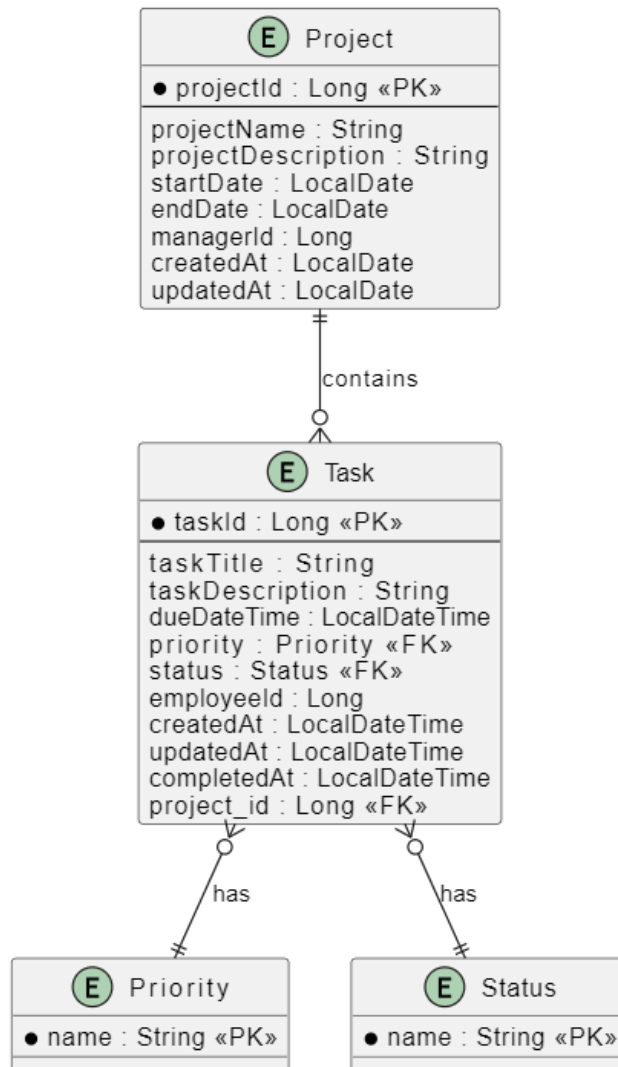 E Project
● projectId : Long «PK»
projectName : String
projectDescription : String
startDate : LocalDate
endDate : LocalDate
managerId : Long
createdAt : LocalDate
updatedAt : LocalDate
contains
E Task
● taskId : Long «PK»
taskTitle : String
taskDescription : String
dueDateTime : LocalDateTime
priority : Priority «FK»
status : Status «FK»
employeeId : Long
createdAt : LocalDateTime
updatedAt : LocalDateTime
completedAt : LocalDateTime
project_id : Long «FK»
has
has
E Priority
● name : String «PK»
E Status
● name : String «PK»